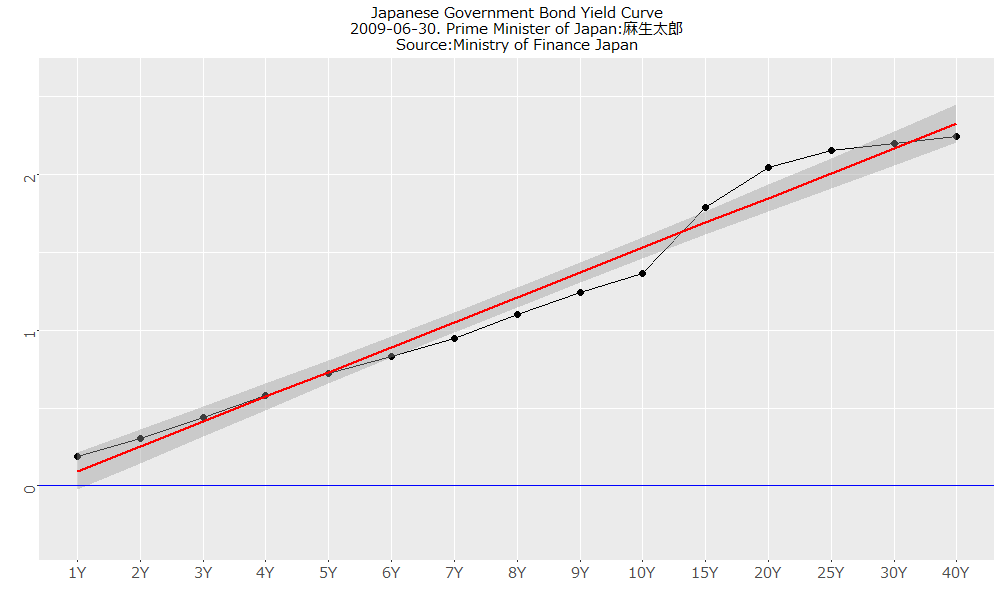 Japanese Government Bond Yield Curve
2009-06-30. Prime Minister of Japan:麻生太郎
Source:Ministry of Finance Japan
2
1
0
1Y 2Y 3Y 4Y 5Y 6Y 7Y 8Y 9Y 10Y 15Y 20Y 25Y 30Y 40Y